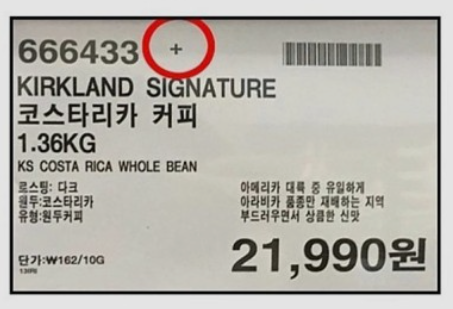 666433 +
KIRKLAND SIGNATURE
코스타리카 커피
1.36KG
KS COSTA RICA WHOLE BEAN
로스팅: 다크
원두:코스타리카
유형:원두커피
아메리카 대륙 중 유일하게
아라비카 품종만 재배하는 지역
부드러우면서 상큼한 신맛
단가:₩162/10G
21,990원